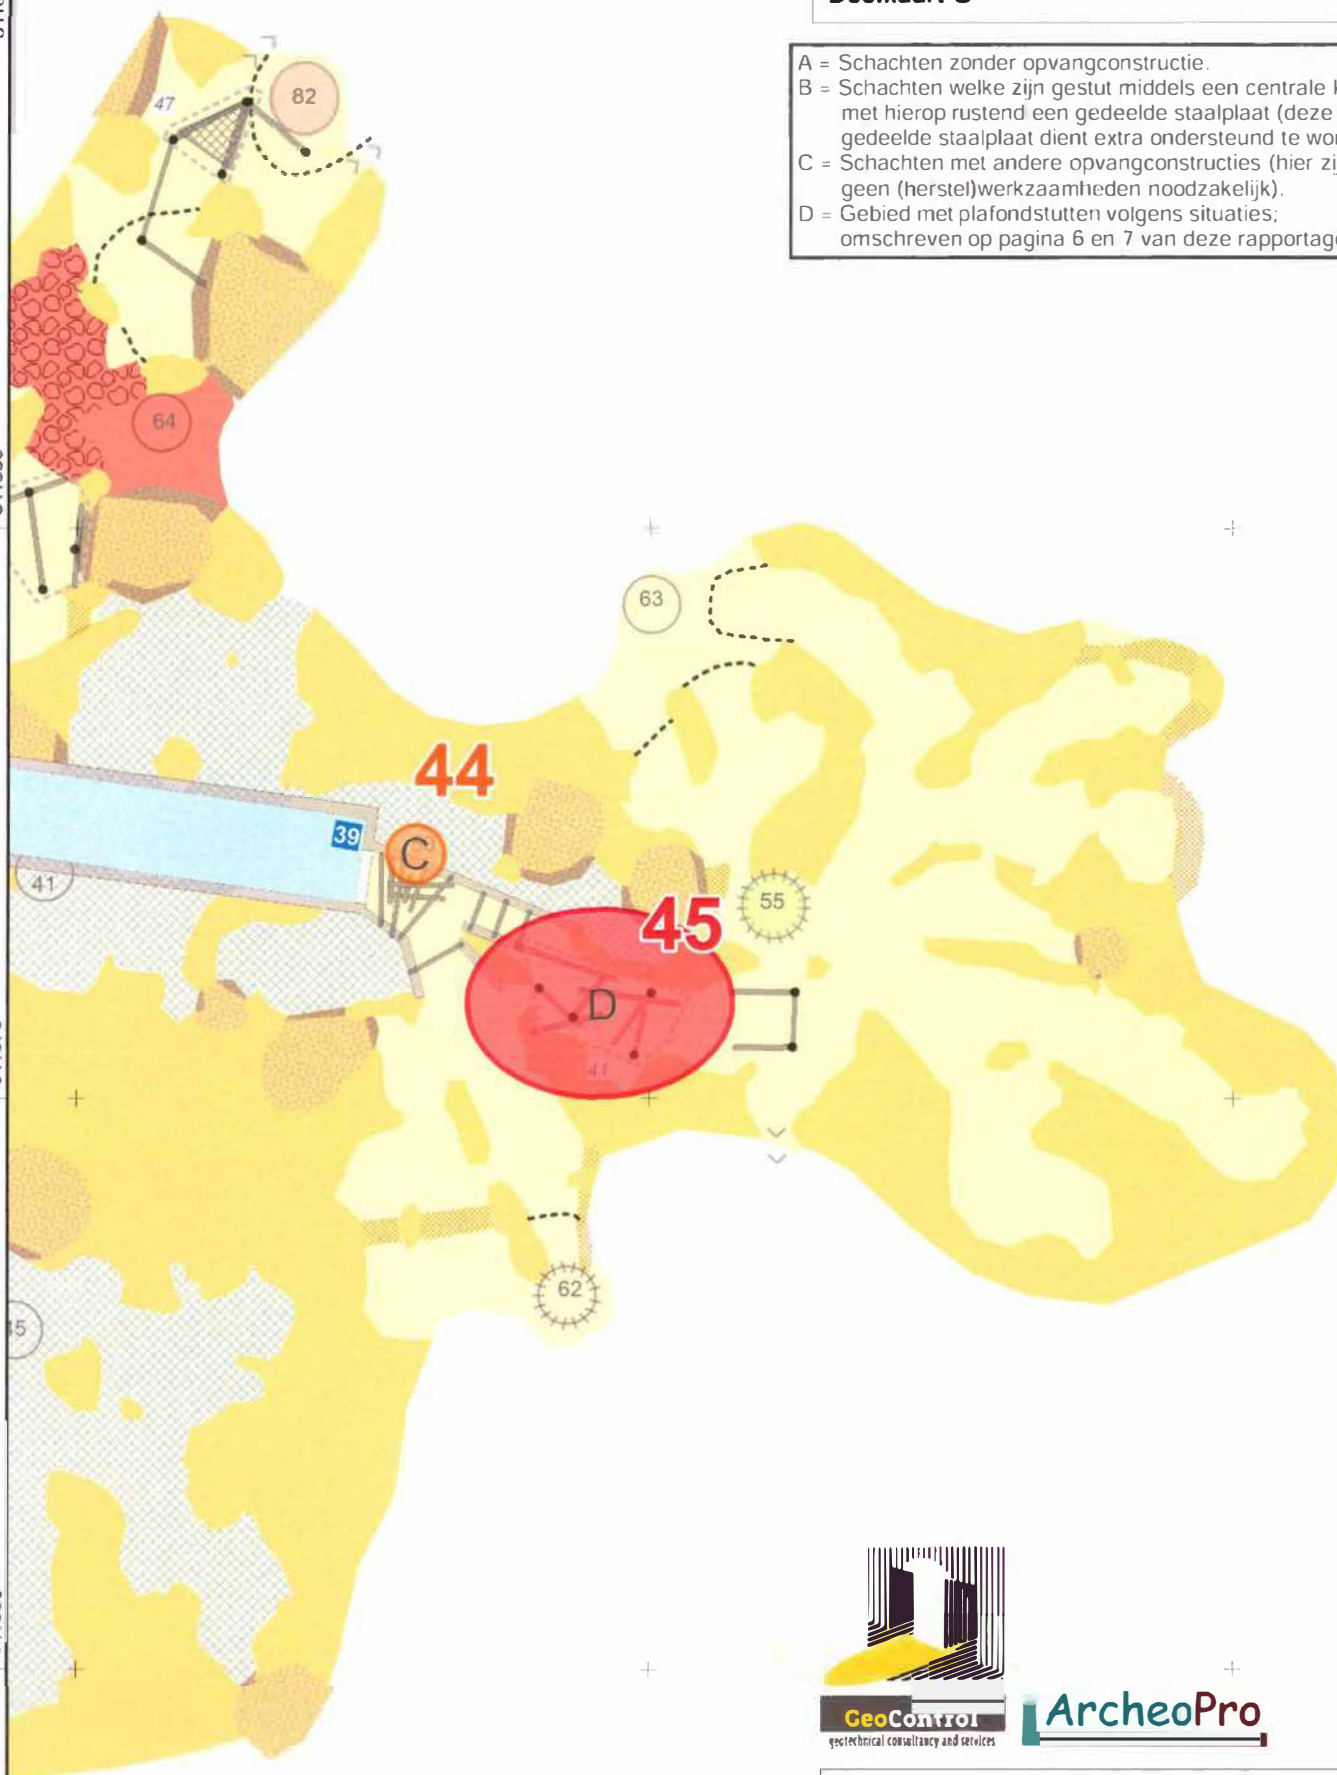 A = Schachten zonder opvangconstructie.
B = Schachten welke zijn gestut middels een centrale
met hierop rustend een gedeelde staalplaat (deze
gedeelde staalplaat dient extra ondersteund te
C = Schachten met andere opvangconstructies (hier
geen (herstel)werkzaamheden noodzakelijk).
D = Gebied met plafondstutten volgens situaties;
omschreven op pagina 6 en 7 van deze
82
47
64
63
44
39
C
41
45
55
D
41
62
GeoControl
geotechnical consultancy and services
ArcheoPro